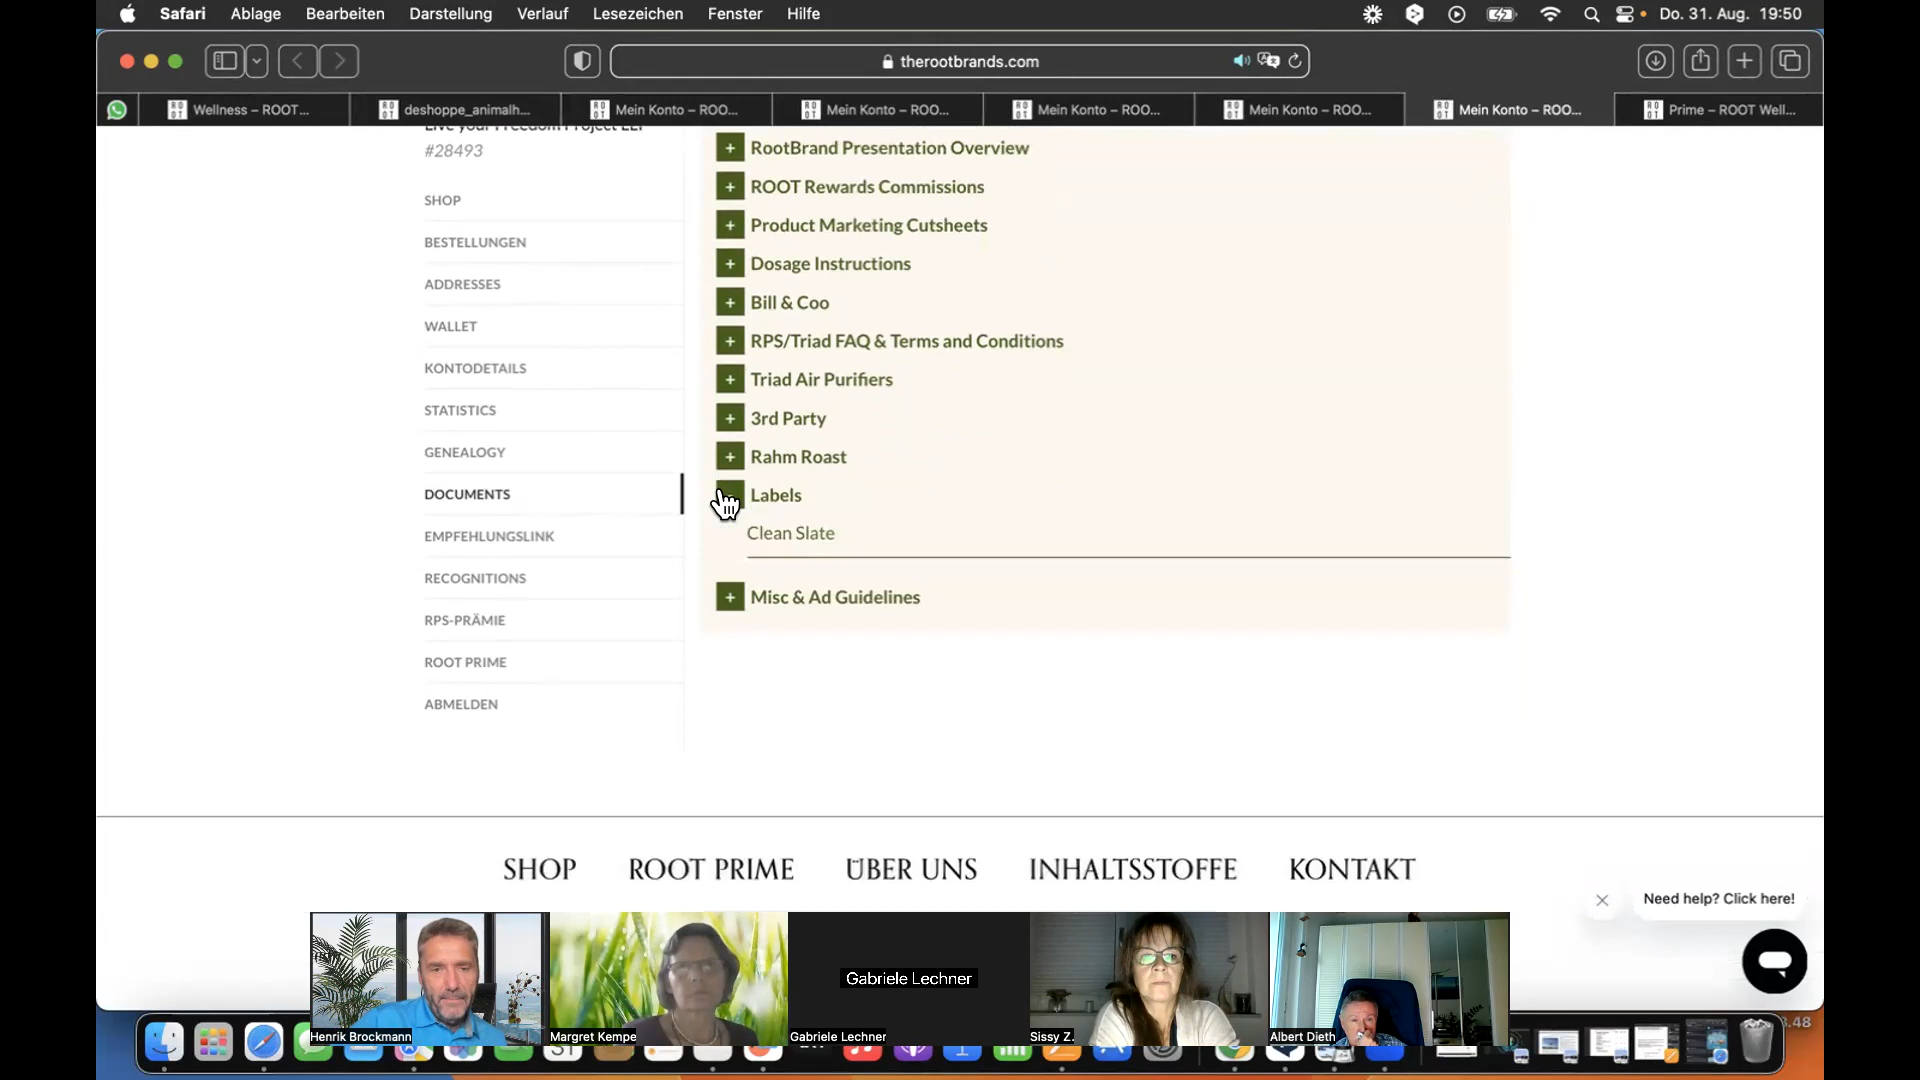 Safari Ablage Bearbeiten Darstellung Verlauf Lesezeichen Fenster Hilfe Do. 31. Aug. 19:50
therootbrands.com
Wellness – ROOT... deshoppe_animalh... Mein Konto – ROO... Mein Konto – ROO... Mein Konto – ROO... Mein Konto – ROO... Mein Konto – ROO... Prime – ROOT Well...
#28493
SHOP
BESTELLUNGEN
ADDRESSES
WALLET
KONTODETAILS
STATISTICS
GENEALOGY
DOCUMENTS
EMPFEHLUNGSLINK
RECOGNITIONS
RPS-PRÄMIE
ROOT PRIME
ABMELDEN
RootBrand Presentation Overview
ROOT Rewards Commissions
Product Marketing Cutsheets
Dosage Instructions
Bill & Coo
RPS/Triad FAQ & Terms and Conditions
Triad Air Purifiers
3rd Party
Rahm Roast
Labels
Clean Slate
Misc & Ad Guidelines
SHOP ROOT PRIME ÜBER UNS INHALTSSTOFFE KONTAKT
Need help? Click here!
Gabriele Lechner
Henrik Brockmann Margret Kempe Gabriele Lechner Sissy Z. Albert Dieth